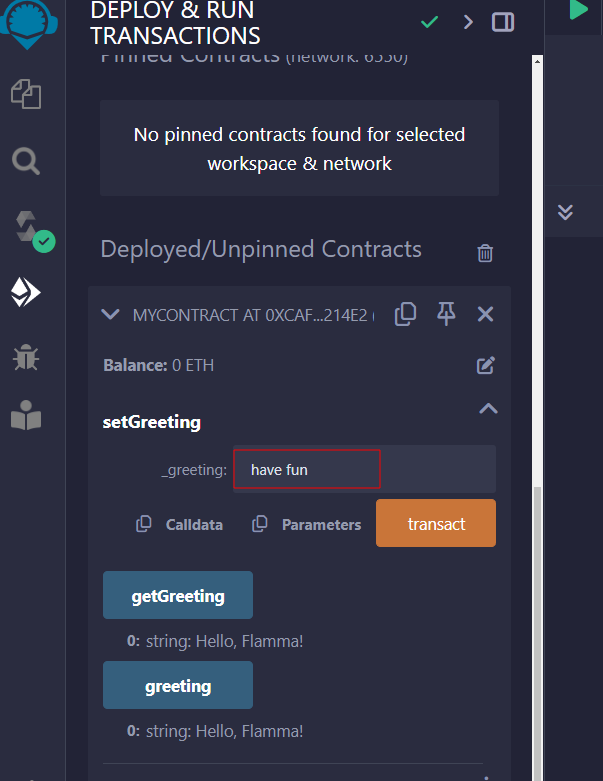 DEPLOY & RUN
TRANSACTIONS
Pinned Contracts (network: 6550)
No pinned contracts found for selected
workspace & network
Deployed/Unpinned Contracts
MYCONTRACT AT 0XCAF...214E2 (
Balance: 0 ETH
setGreeting
_greeting: have fun
Calldata Parameters transact
getGreeting
0: string: Hello, Flamma!
greeting
0: string: Hello, Flamma!